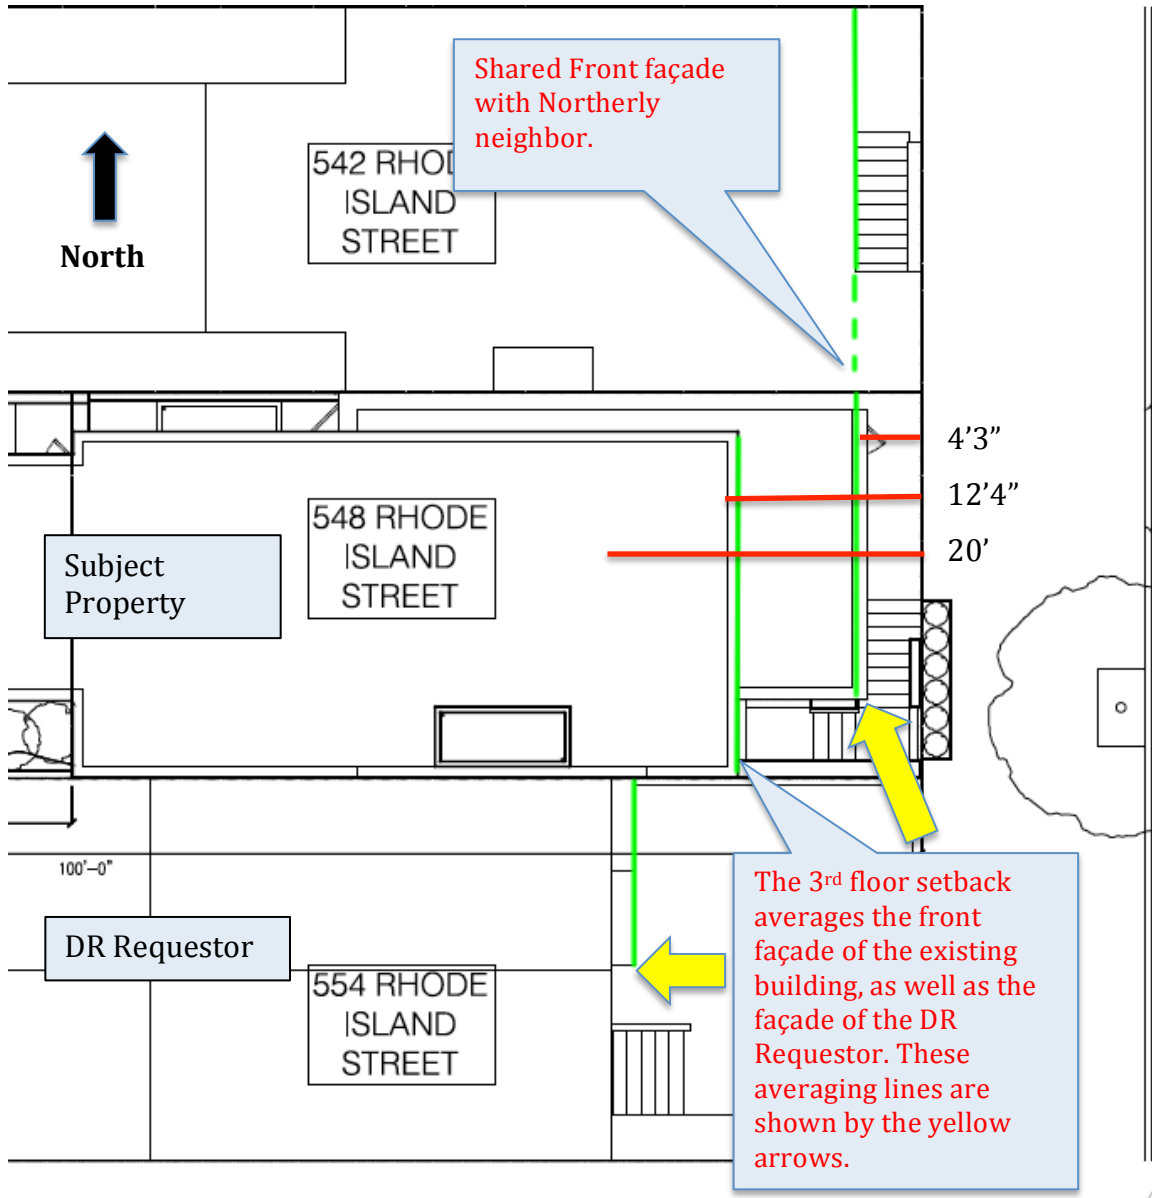 Shared Front façade
with Northerly
neighbor.
542 RHOD
ISLAND
STREET
North
4’3”
12’4”
20’
548 RHODE
ISLAND
STREET
Subject
Property
100'–0"
DR Requestor
554 RHODE
ISLAND
STREET
The 3rd floor setback
averages the front
façade of the existing
building, as well as the
façade of the DR
Requestor. These
averaging lines are
shown by the yellow
arrows.